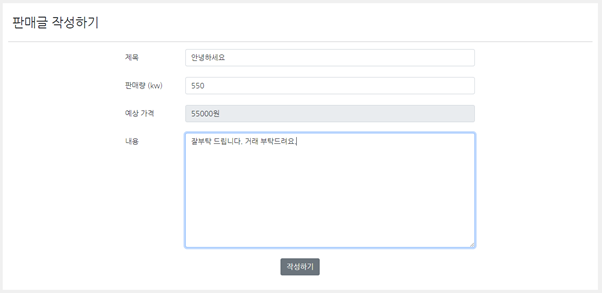 판매글 작성하기
제목 안녕하세요
판매량 (kw) 550
예상 가격 55000원
내용 잘부탁 드립니다. 거래 부탁드려요.
작성하기